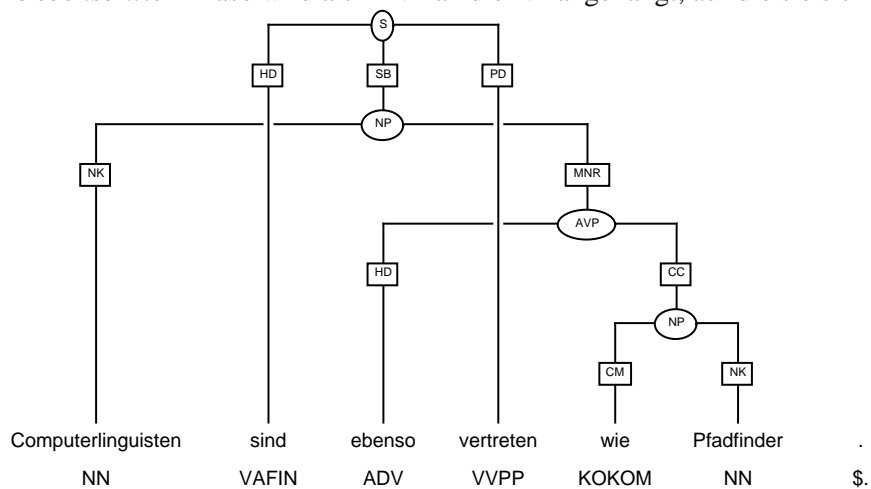 S
HD SB PD
NP
NK MNR
AVP
HD CC
NP
CM NK
Computerlinguisten sind ebenso vertreten wie Pfadfinder .
NN VAFIN ADV VVPP KOKOM NN $.